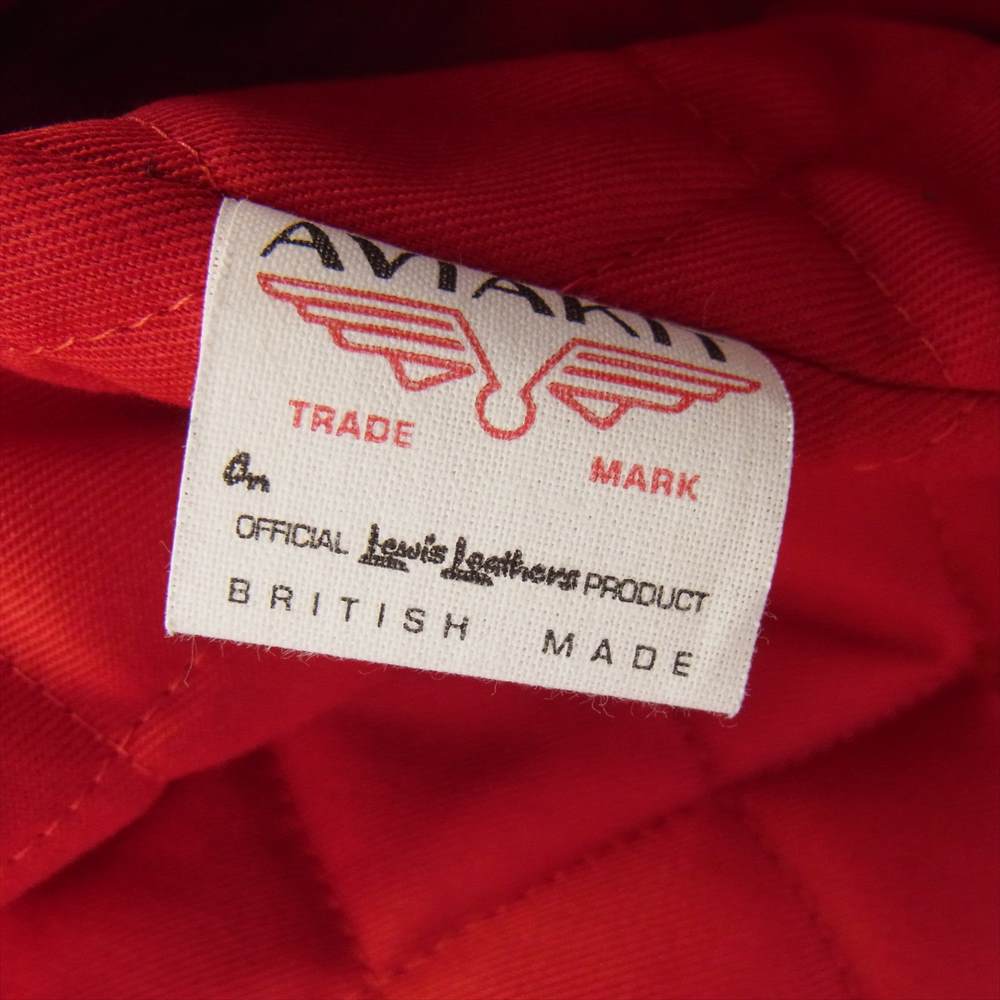 AVIAKIT
TRADE MARK
An
OFFICIAL Lewis Leathers PRODUCT
BRITISH MADE